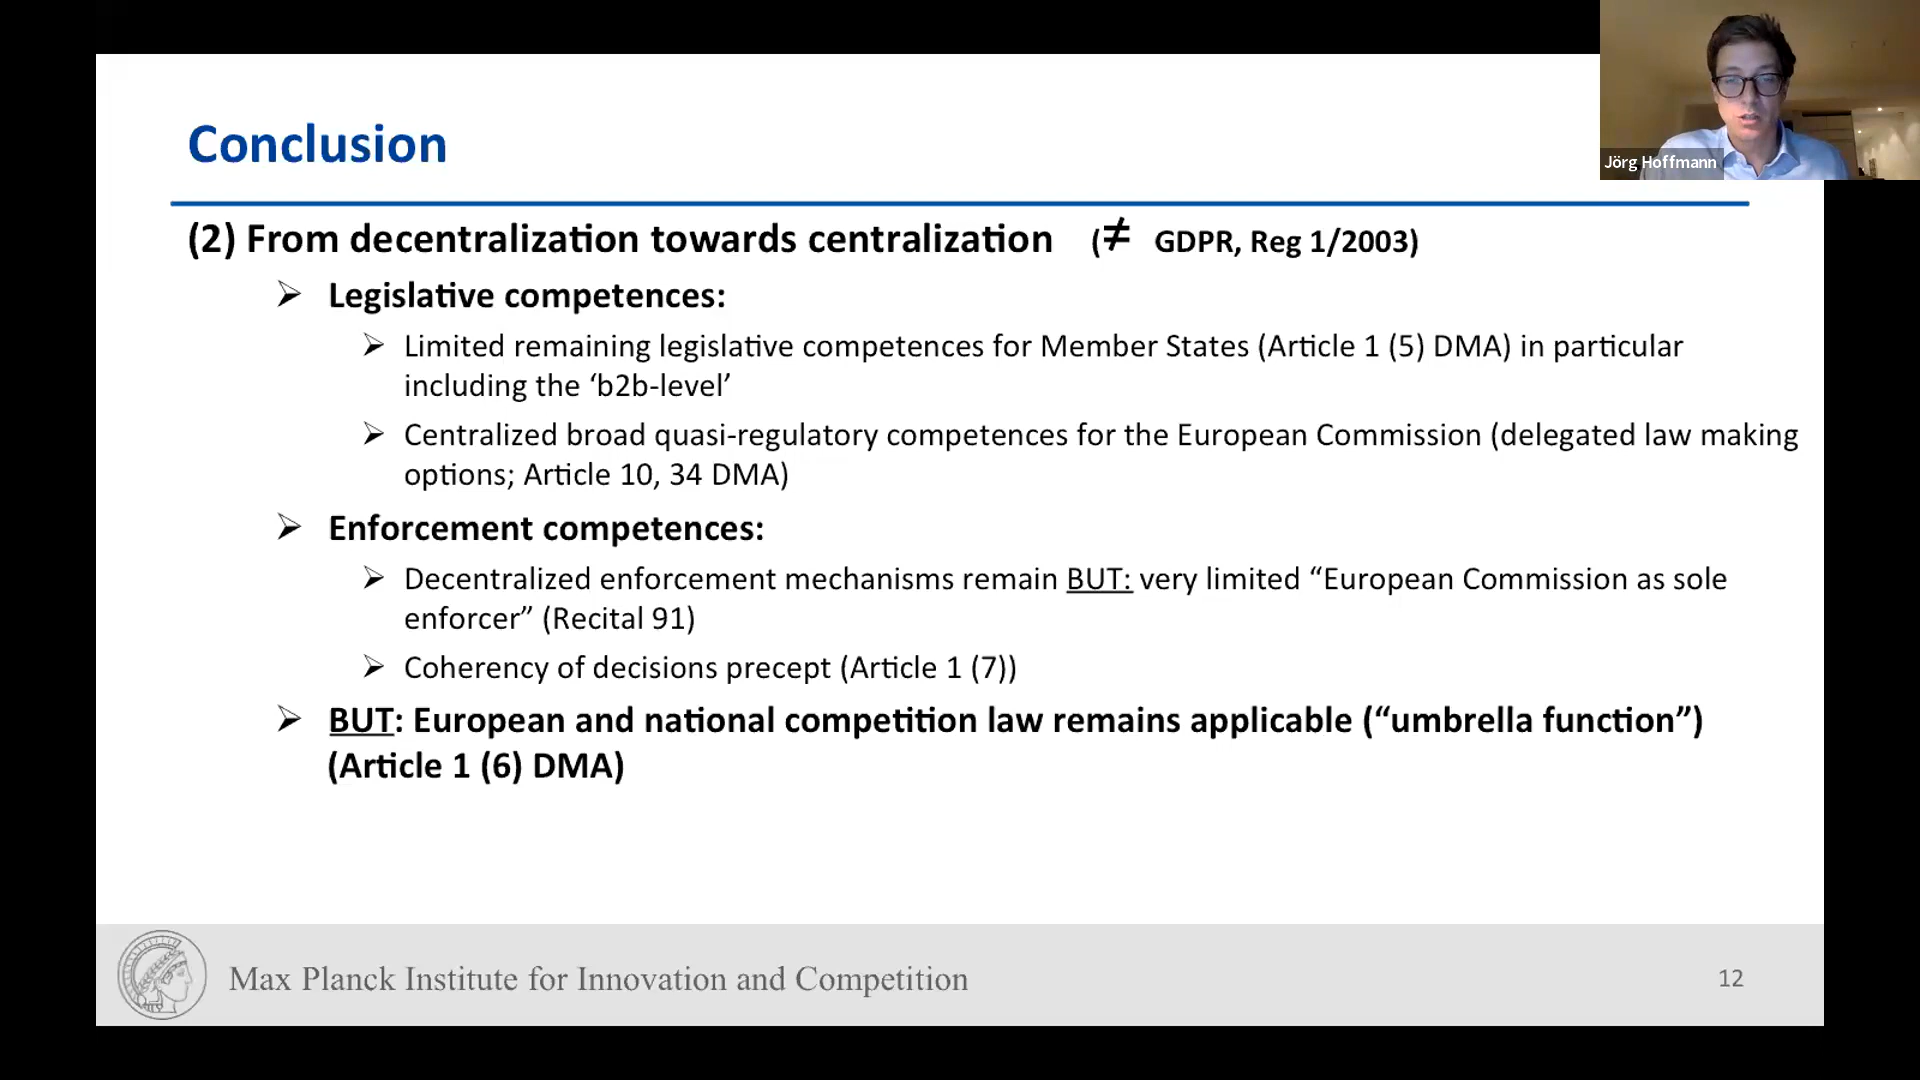 Conclusion
Jörg Hoffmann
(2) From decentralization towards centralization (≠ GDPR, Reg 1/2003)
➢ Legislative competences:
➢ Limited remaining legislative competences for Member States (Article 1 (5) DMA) in particular
including the ‘b2b-level’
➢ Centralized broad quasi-regulatory competences for the European Commission (delegated law making
options; Article 10, 34 DMA)
➢ Enforcement competences:
➢ Decentralized enforcement mechanisms remain BUT: very limited “European Commission as sole
enforcer” (Recital 91)
➢ Coherency of decisions precept (Article 1 (7))
➢ BUT: European and national competition law remains applicable (“umbrella function”)
(Article 1 (6) DMA)
Max Planck Institute for Innovation and Competition
12